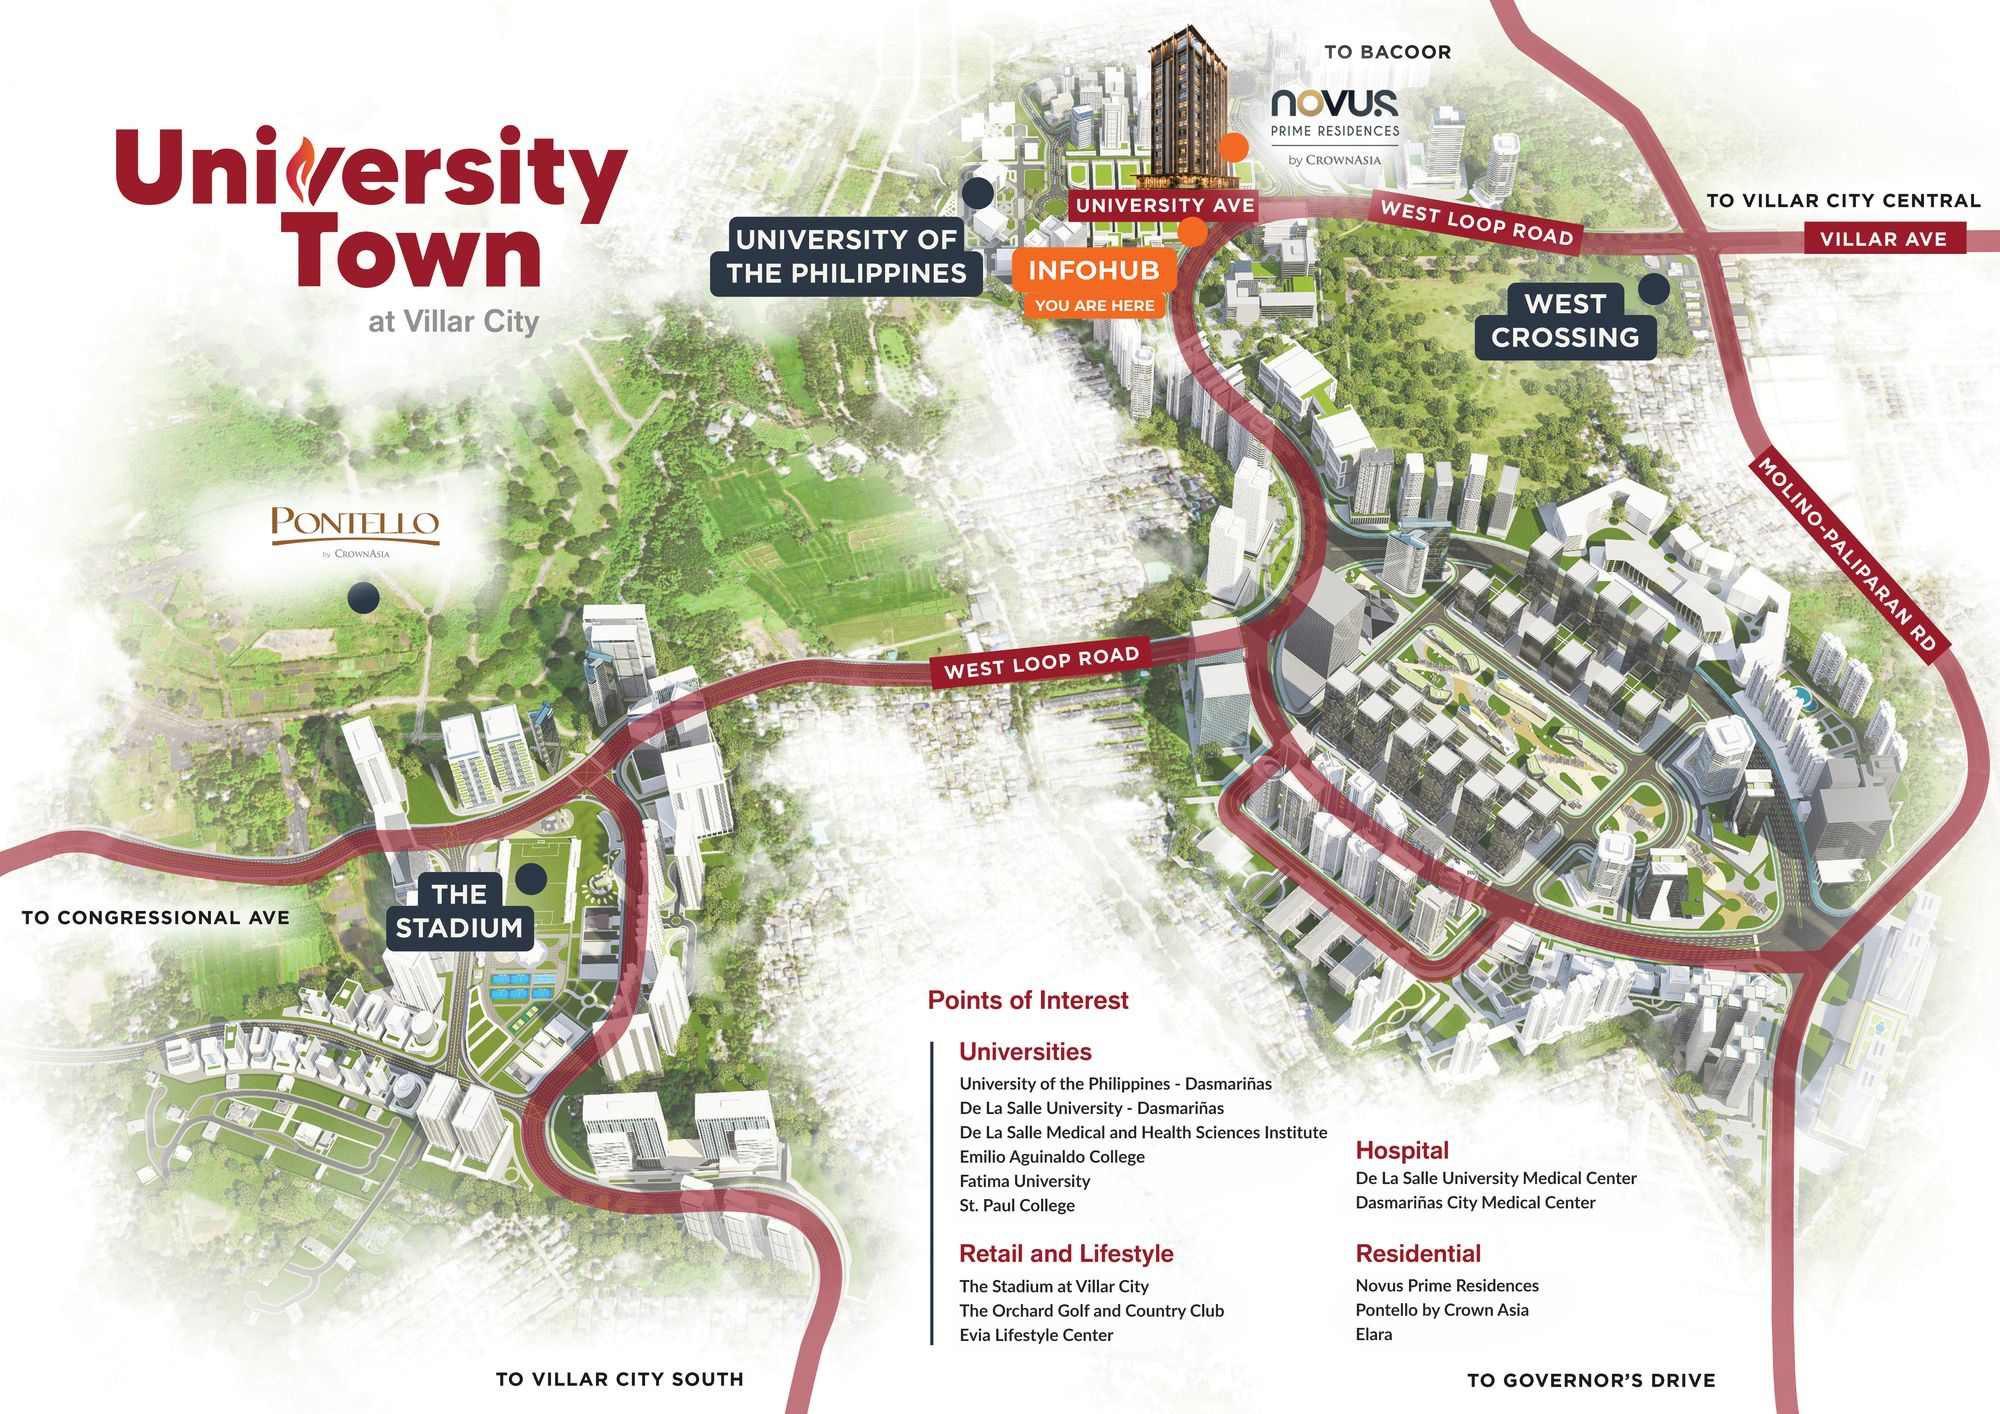 University
Town
at Villar City
TO BACOOR
NOVUS
PRIME RESIDENCES
by CROWNASIA
UNIVERSITY AVE
WEST LOOP ROAD
TO VILLAR CITY CENTRAL
VILLAR AVE
UNIVERSITY OF
THE PHILIPPINES
INFOHUB
YOU ARE HERE
WEST
CROSSING
MOLINO-PALIPARAN RD
PONTELLO
by CROWNASIA
WEST LOOP ROAD
THE
STADIUM
TO CONGRESSIONAL AVE
Points of Interest
Universities
University of the Philippines - Dasmariñas
De La Salle University - Dasmariñas
De La Salle Medical and Health Sciences Institute
Emilio Aguinaldo College
Fatima University
St. Paul College
Retail and Lifestyle
The Stadium at Villar City
The Orchard Golf and Country Club
Evia Lifestyle Center
Hospital
De La Salle University Medical Center
Dasmariñas City Medical Center
Residential
Novus Prime Residences
Pontello by Crown Asia
Elara
TO VILLAR CITY SOUTH
TO GOVERNOR'S DRIVE